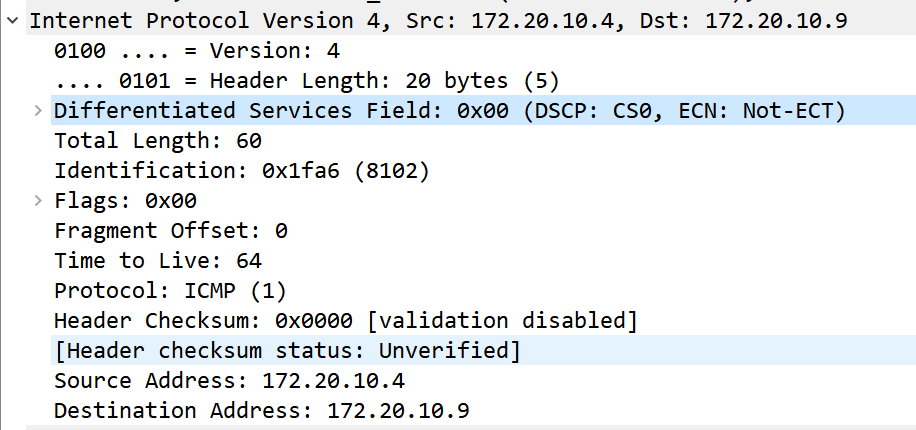 Internet Protocol Version 4, Src: 172.20.10.4, Dst: 172.20.10.9
0100 .... = Version: 4
.... 0101 = Header Length: 20 bytes (5)
Differentiated Services Field: 0x00 (DSCP: CS0, ECN: Not-ECT)
Total Length: 60
Identification: 0x1fa6 (8102)
Flags: 0x00
Fragment Offset: 0
Time to Live: 64
Protocol: ICMP (1)
Header Checksum: 0x0000 [validation disabled]
[Header checksum status: Unverified]
Source Address: 172.20.10.4
Destination Address: 172.20.10.9